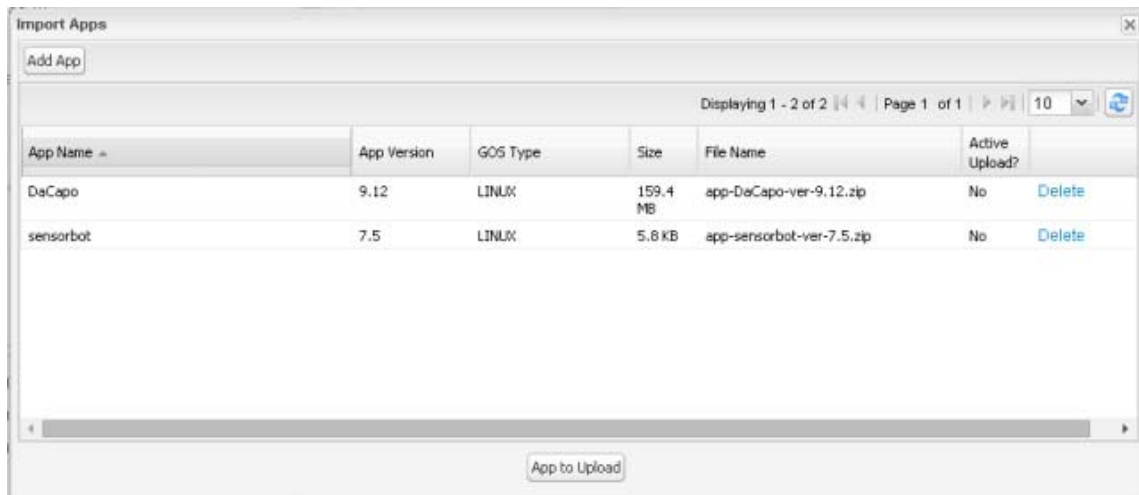 Import Apps
Add App
Displaying 1 - 2 of 2 Page 1 of 1 10
App Name App Version GOS Type Size File Name Active Upload?
DaCapo 9.12 LINUX 159.4 MB app-DaCapo-ver-9.12.zip No Delete
sensorbot 7.5 LINUX 5.8 KB app-sensorbot-ver-7.5.zip No Delete
App to Upload